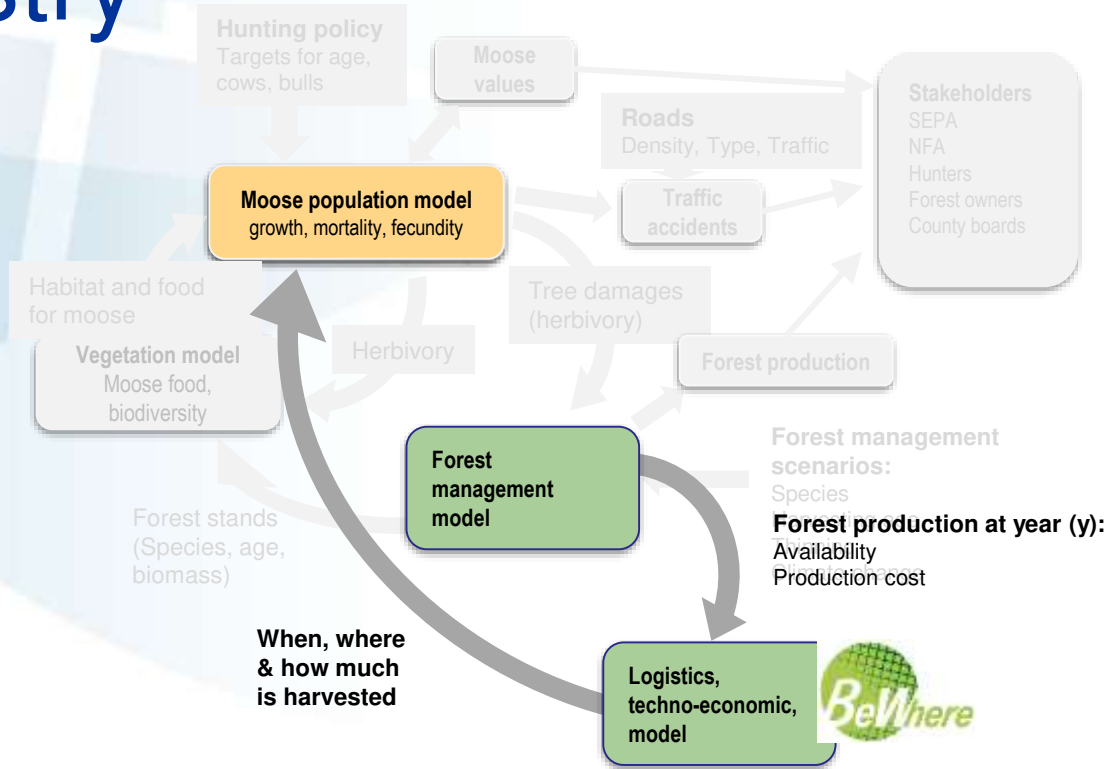 stry
Hunting policy
Targets for age,
cows, bulls
Moose
values
Roads
Density, Type, Traffic
Stakeholders
SEPA
NFA
Hunters
Forest owners
County boards
Moose population model
growth, mortality, fecundity
Traffic
accidents
Habitat and food
for moose
Tree damages
(herbivory)
Vegetation model
Moose food,
biodiversity
Herbivory
Forest production
Forest
management
model
Forest management
scenarios:
Species
Forest production at year (y):
Availability
Production cost
Forest stands
(Species, age,
biomass)
When, where
& how much
is harvested
Logistics,
techno-economic,
model
BeWhere